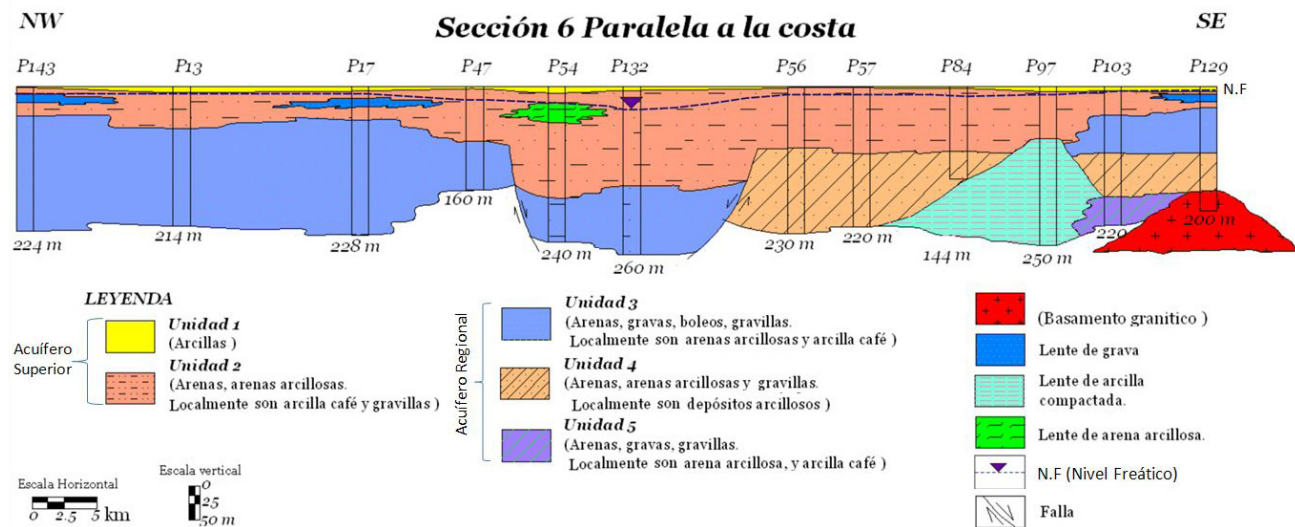 NW
Sección 6 Paralela a la costa
SE
P143 P13 P17 P47 P54 P132 P56 P57 P84 P97 P103 P129
N.F
224 m
214 m
228 m
160 m
240 m
260 m
230 m
220 m
144 m
250 m
220
200 m
LEYENDA
Acuífero
Superior
Unidad 1
(Arcillas )
Unidad 2
(Arenas, arenas arcillosas.
Localmente son arcilla café y gravillas )
Acuífero Regional
Unidad 3
(Arenas, gravas, boleos, gravillas.
Localmente son arenas arcillosas y arcilla café )
Unidad 4
(Arenas, arenas arcillosas y gravillas.
Localmente son depósitos arcillosos )
Unidad 5
(Arenas, gravas, gravillas.
Localmente son arena arcillosa, y arcilla café )
(Basamento granitico )
Lente de grava
Lente de arcilla
compactada.
Lente de arena arcillosa.
N.F (Nivel Freático)
Falla
Escala Horizontal
0 2.5 5 km
Escala vertical
0
25
50 m